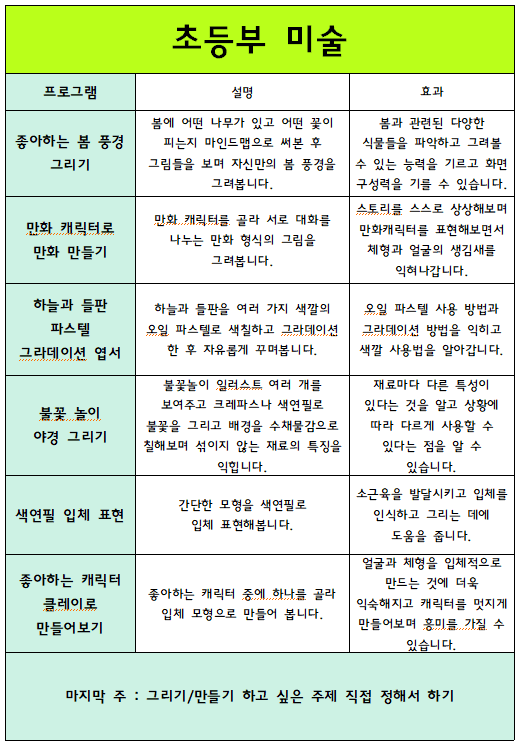 초등부 미술
프로그램
설명
효과
좋아하는 봄 풍경
그리기
봄에 어떤 나무가 있고 어떤 꽃이
피는지 마인드맵으로 써본 후
그림들을 보며 자신만의 봄 풍경을
그려봅니다.
봄과 관련된 다양한
식물들을 파악하고 그려볼
수 있는 능력을 기르고 화면
구성력을 기를 수 있습니다.
만화 캐릭터로
만화 만들기
만화 캐릭터를 골라 서로 대화를
나누는 만화 형식의 그림을
그려봅니다.
스토리를 스스로 상상해보며
만화캐릭터를 표현해보면서
체형과 얼굴의 생김새를
익혀나갑니다.
하늘과 들판
파스텔
그라데이션 엽서
하늘과 들판을 여러 가지 색깔의
오일 파스텔로 색칠하고 그라데이션
한 후 자유롭게 꾸며봅니다.
오일 파스텔 사용 방법과
그라데이션 방법을 익히고
색깔 사용법을 알아갑니다.
불꽃 놀이
야경 그리기
불꽃놀이 일러스트 여러 개를
보여주고 크레파스나 색연필로
불꽃을 그리고 배경을 수채물감으로
칠해보며 섞이지 않는 재료의 특징을
익힙니다.
재료마다 다른 특성이
있다는 것을 알고 상황에
따라 다르게 사용할 수
있다는 점을 알 수
있습니다.
색연필 입체 표현
간단한 모형을 색연필로
입체 표현해봅니다.
소근육을 발달시키고 입체를
인식하고 그리는 데에
도움을 줍니다.
좋아하는 캐릭터
클레이로
만들어보기
좋아하는 캐릭터 중에 하나를 골라
입체 모형으로 만들어 봅니다.
얼굴과 체형을 입체적으로
만드는 것에 더욱
익숙해지고 캐릭터를 멋지게
만들어보며 흥미를 가질 수
있습니다.
마지막 주 : 그리기/만들기 하고 싶은 주제 직접 정해서 하기